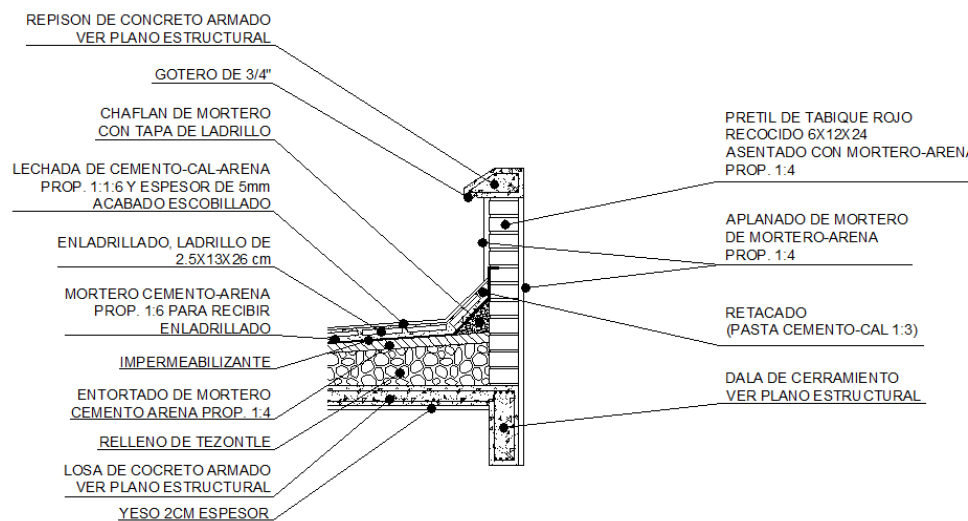 REPISON DE CONCRETO ARMADO
VER PLANO ESTRUCTURAL
GOTERO DE 3/4"
CHAFLAN DE MORTERO
CON TAPA DE LADRILLO
LECHADA DE CEMENTO-CAL-ARENA
PROP. 1:1:6 Y ESPESOR DE 5mm
ACABADO ESCOBILLADO
ENLADRILLADO, LADRILLO DE
2.5X13X26 cm
MORTERO CEMENTO-ARENA
PROP. 1:6 PARA RECIBIR
ENLADRILLADO
IMPERMEABILIZANTE
ENTORTADO DE MORTERO
CEMENTO ARENA PROP. 1:4
RELLENO DE TEZONTLE
LOSA DE COCRETO ARMADO
VER PLANO ESTRUCTURAL
YESO 2CM ESPESOR
PRETIL DE TABIQUE ROJO
RECOCIDO 6X12X24
ASENTADO CON MORTERO-ARENA
PROP. 1:4
APLANADO DE MORTERO
DE MORTERO-ARENA
PROP. 1:4
RETACADO
(PASTA CEMENTO-CAL 1:3)
DALA DE CERRAMIENTO
VER PLANO ESTRUCTURAL